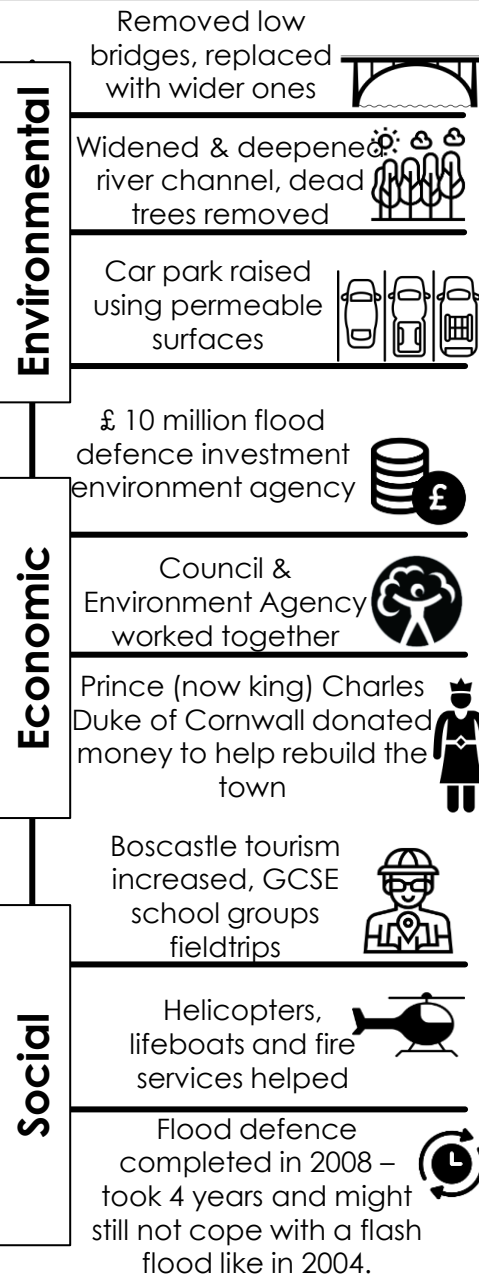 Environmental
Removed low
bridges, replaced
with wider ones
Widened & deepened
river channel, dead
trees removed
Car park raised
using permeable
surfaces
Economic
£ 10 million flood
defence investment
environment agency
£
Council &
Environment Agency
worked together
Prince (now king) Charles
Duke of Cornwall donated
money to help rebuild the
town
Social
Boscastle tourism
increased, GCSE
school groups
fieldtrips
Helicopters,
lifeboats and fire
services helped
Flood defence
completed in 2008 –
took 4 years and might
still not cope with a flash
flood like in 2004.